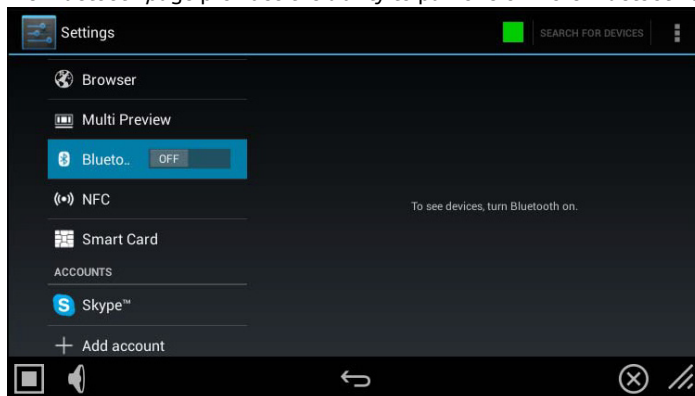 Settings
SEARCH FOR DEVICES
Browser
Multi Preview
Blueto..
OFF
NFC
Smart Card
ACCOUNTS
Skype™
Add account
To see devices, turn Bluetooth on.